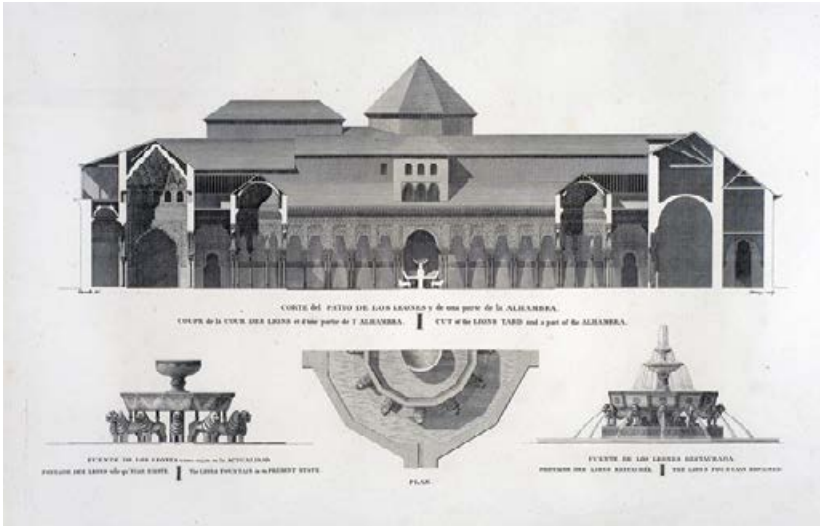 CORTE del PATIO DE LOS LEONES y de una parte de la ALHAMBRA.
COUPE de la COUR DES LIONS et d'une partie de l'ALHAMBRA.
CUT of the LIONS YARD and a part of the ALHAMBRA.
FUENTE DE LOS LEONES ACTUALIDAD.
FONTAINE DES LIONS telle qu'elle EXISTE.
The LIONS FOUNTAIN in its PRESENT STATE.
PLAN.
FUENTE DE LOS LEONES RESTAURADA.
FONTAINE DES LIONS RESTAURÉE.
THE LIONS FOUNTAIN